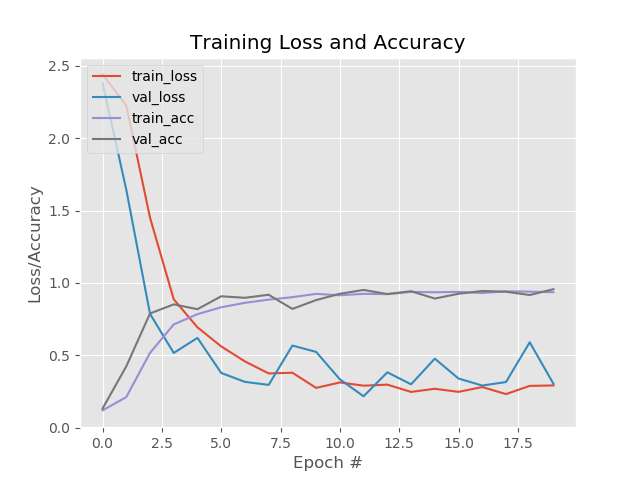 Training Loss and Accuracy
train_loss
val_loss
train_acc
val_acc
Loss/Accuracy
2.5
2.0
1.5
1.0
0.5
0.0
0.0 2.5 5.0 7.5 10.0 12.5 15.0 17.5
Epoch #